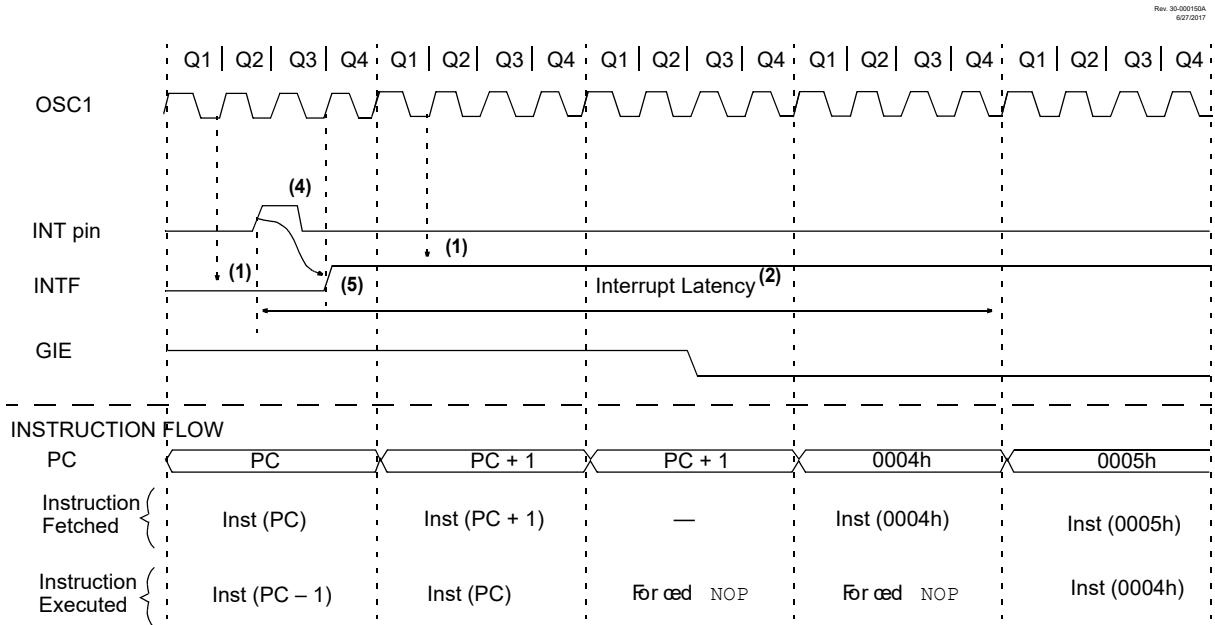 Rev. 30-000150A
6/27/2017
Q1 Q2 Q3 Q4 Q1 Q2 Q3 Q4 Q1 Q2 Q3 Q4 Q1 Q2 Q3 Q4 Q1 Q2 Q3 Q4
OSC1
(4)
INT pin
(1)
INTF
(1)
(5)
Interrupt Latency(2)
GIE
INSTRUCTION FLOW
PC PC PC + 1 PC + 1 0004h 0005h
Instruction
Fetched
Inst (PC) Inst (PC + 1) — Inst (0004h) Inst (0005h)
Instruction
Executed
Inst (PC – 1) Inst (PC) Forced NOP Forced NOP Inst (0004h)